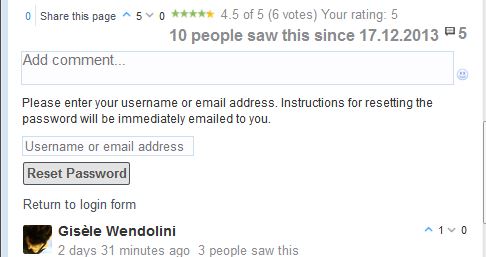 0 Share this page 5 0 4.5 of 5 (6 votes) Your rating: 5
10 people saw this since 17.12.2013 5
Add comment...
Please enter your username or email address. Instructions for resetting the
password will be immediately emailed to you.
Username or email address
Reset Password
Return to login form
Gisèle Wendolini 1 0
2 days 31 minutes ago 3 people saw this